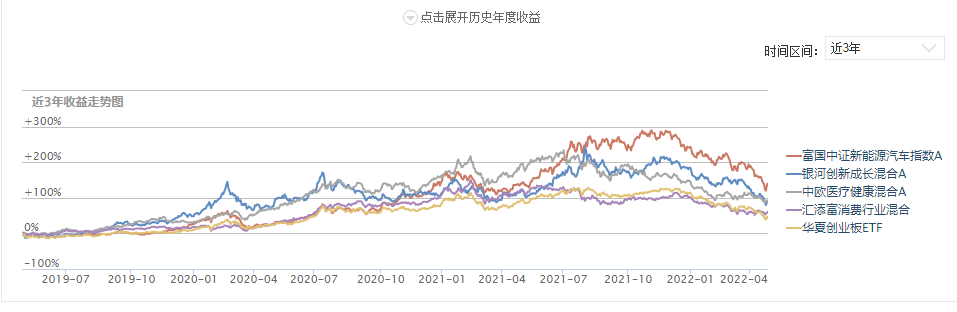 点击展开历史年度收益
时间区间： 近3年
近3年收益走势图
+300%
+200%
+100%
0%
-100%
2019-07 2019-10 2020-01 2020-04 2020-07 2020-10 2021-01 2021-04 2021-07 2021-10 2022-01 2022-04
富国中证新能源汽车指数A
银河创新成长混合A
中欧医疗健康混合A
汇添富消费行业混合
华夏创业板ETF